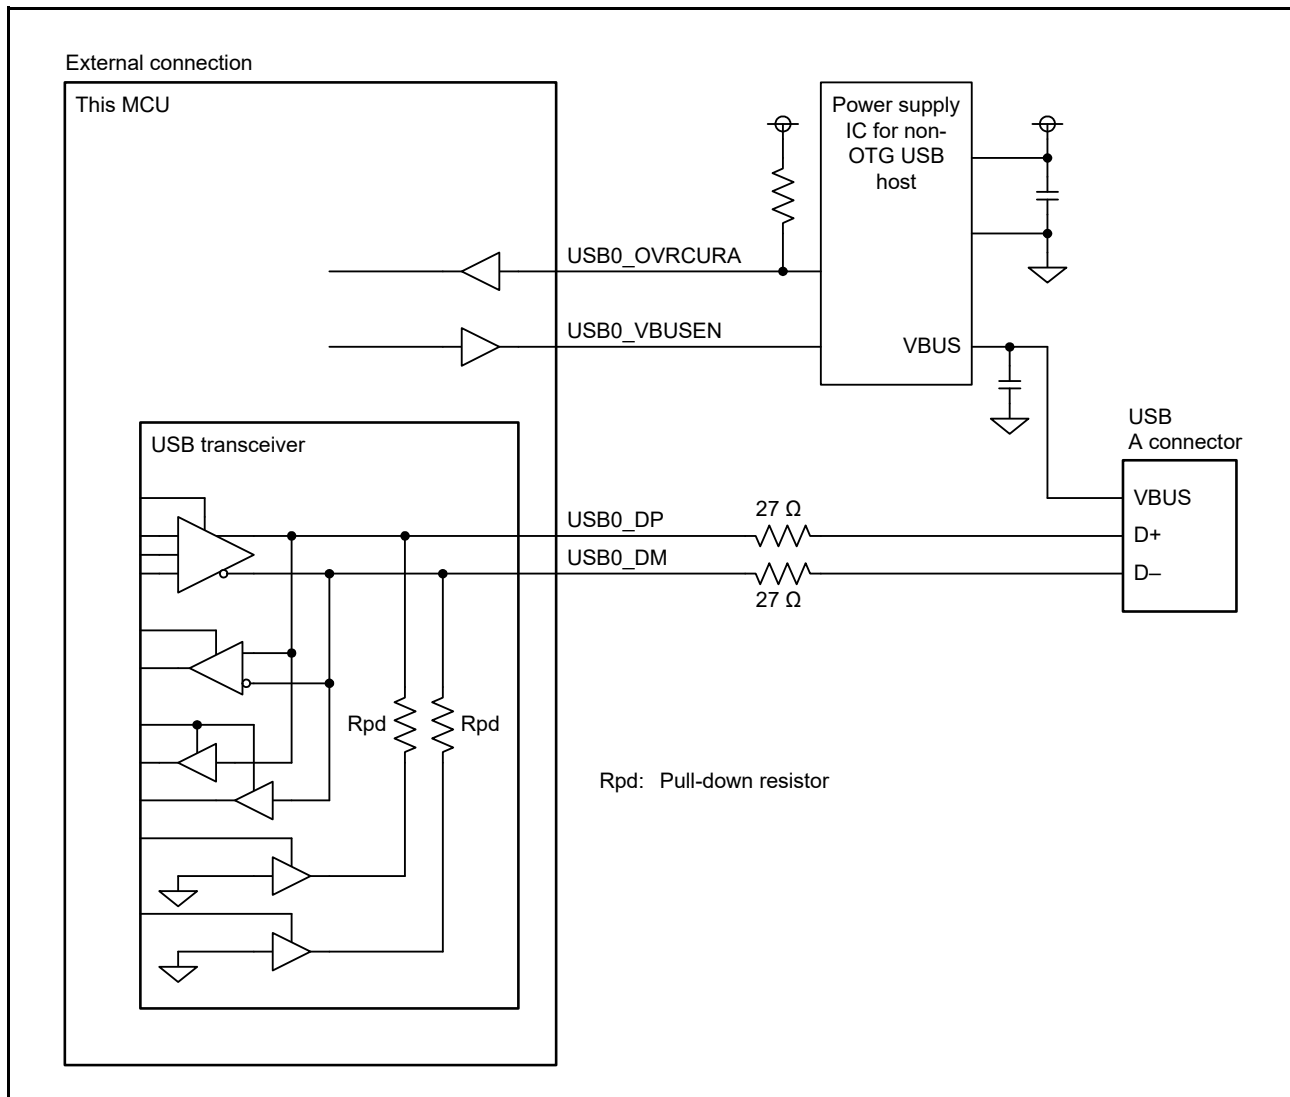 External connection
This MCU
Power supply
IC for non-
OTG USB
host
USB0_OVRCURA
USB0_VBUSEN
VBUS
USB
A connector
USB transceiver
VBUS
27 Ω
USB0_DP
D+
USB0_DM
D–
27 Ω
Rpd
Rpd
Rpd: Pull-down resistor